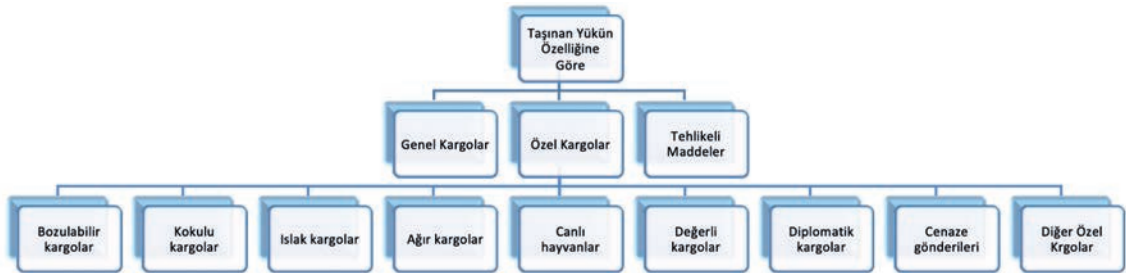 Taşınan Yükün
Özelliğine
Göre
Genel Kargolar
Özel Kargolar
Tehlikeli
Maddeler
Bozulabilir
kargolar
Kokulu
kargolar
Islak kargolar
Ağır kargolar
Canlı
hayvanlar
Değerli
kargolar
Diplomatik
kargolar
Cenaze
gönderileri
Diğer Özel
Krgolar